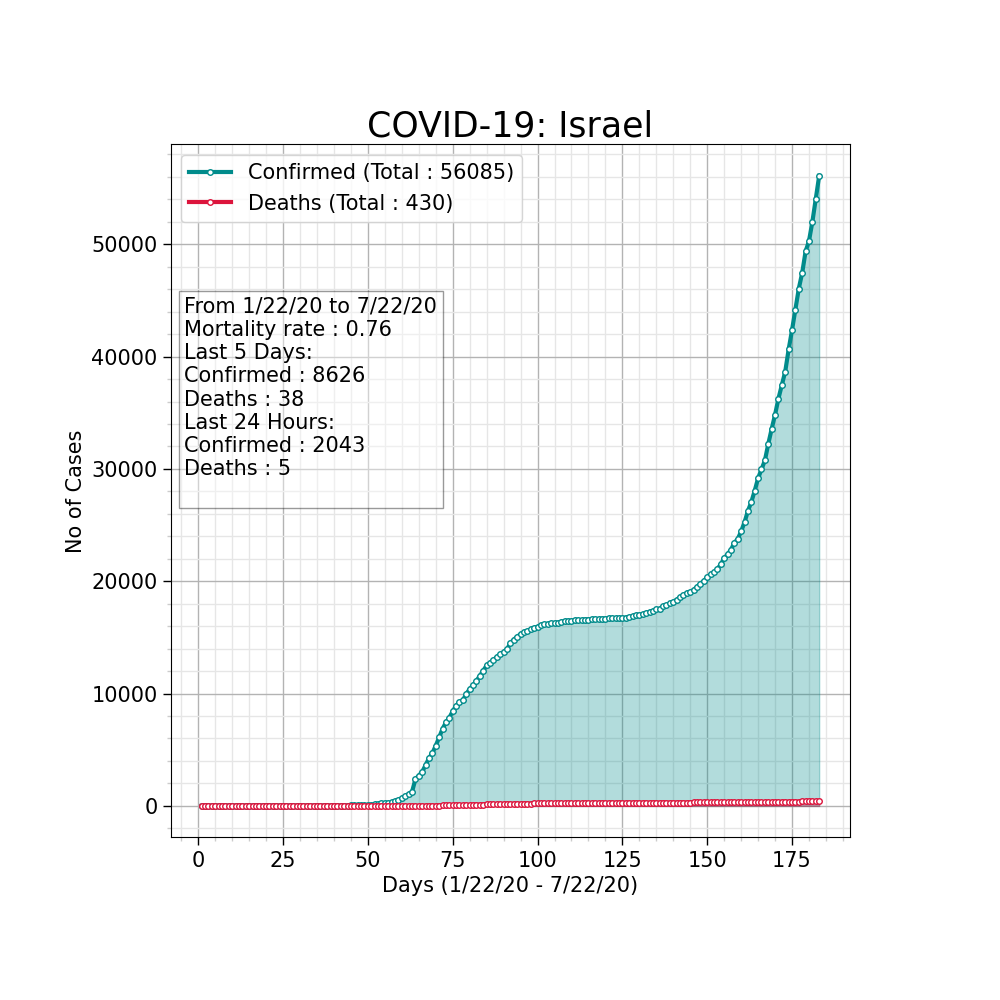 COVID-19: Israel
Confirmed (Total : 56085)
Deaths (Total : 430)
From 1/22/20 to 7/22/20
Mortality rate : 0.76
Last 5 Days:
Confirmed : 8626
Deaths : 38
Last 24 Hours:
Confirmed : 2043
Deaths : 5
No of Cases
50000
40000
30000
20000
10000
0
0 25 50 75 100 125 150 175
Days (1/22/20 - 7/22/20)